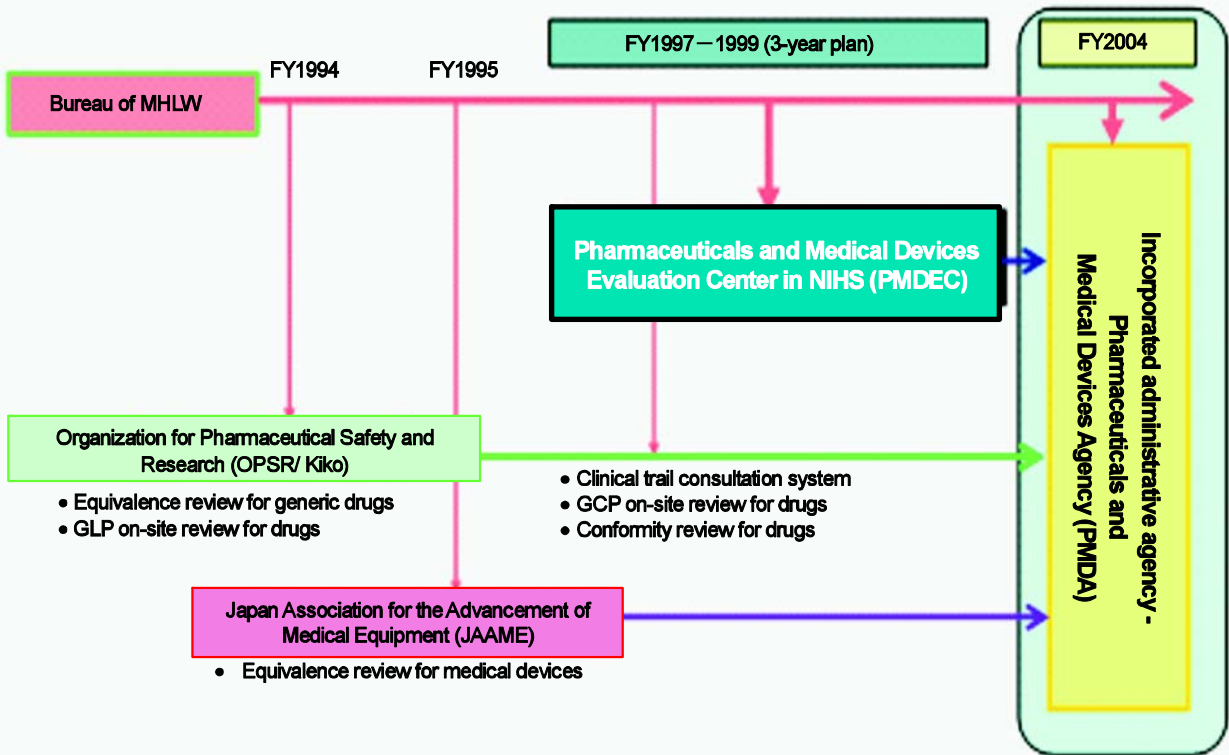 FY1997－1999 (3-year plan)
FY2004
FY1994
FY1995
Bureau of MHLW
Pharmaceuticals and Medical Devices
Evaluation Center in NIHS (PMDEC)
Incorporated administrative agency -
Pharmaceuticals and
Medical Devices Agency (PMDA)
Organization for Pharmaceutical Safety and
Research (OPSR/ Kiko)
• Equivalence review for generic drugs
• GLP on-site review for drugs
• Clinical trail consultation system
• GCP on-site review for drugs
• Conformity review for drugs
Japan Association for the Advancement of
Medical Equipment (JAAME)
• Equivalence review for medical devices